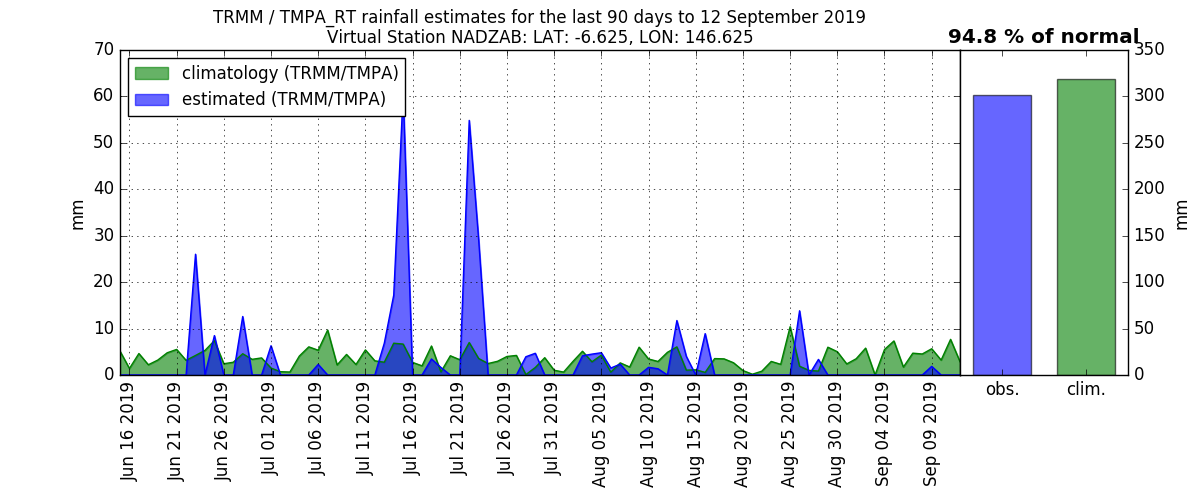 TRMM / TMPA_RT rainfall estimates for the last 90 days to 12 September 2019
Virtual Station NADZAB: LAT: -6.625, LON: 146.625
94.8 % of normal
climatology (TRMM/TMPA)
estimated (TRMM/TMPA)
mm
70
60
50
40
30
20
10
0
Jun 16 2019
Jun 21 2019
Jun 26 2019
Jul 01 2019
Jul 06 2019
Jul 11 2019
Jul 16 2019
Jul 21 2019
Jul 26 2019
Jul 31 2019
Aug 05 2019
Aug 10 2019
Aug 15 2019
Aug 20 2019
Aug 25 2019
Aug 30 2019
Sep 04 2019
Sep 09 2019
350
300
250
200
150
100
50
0
mm
obs.
clim.